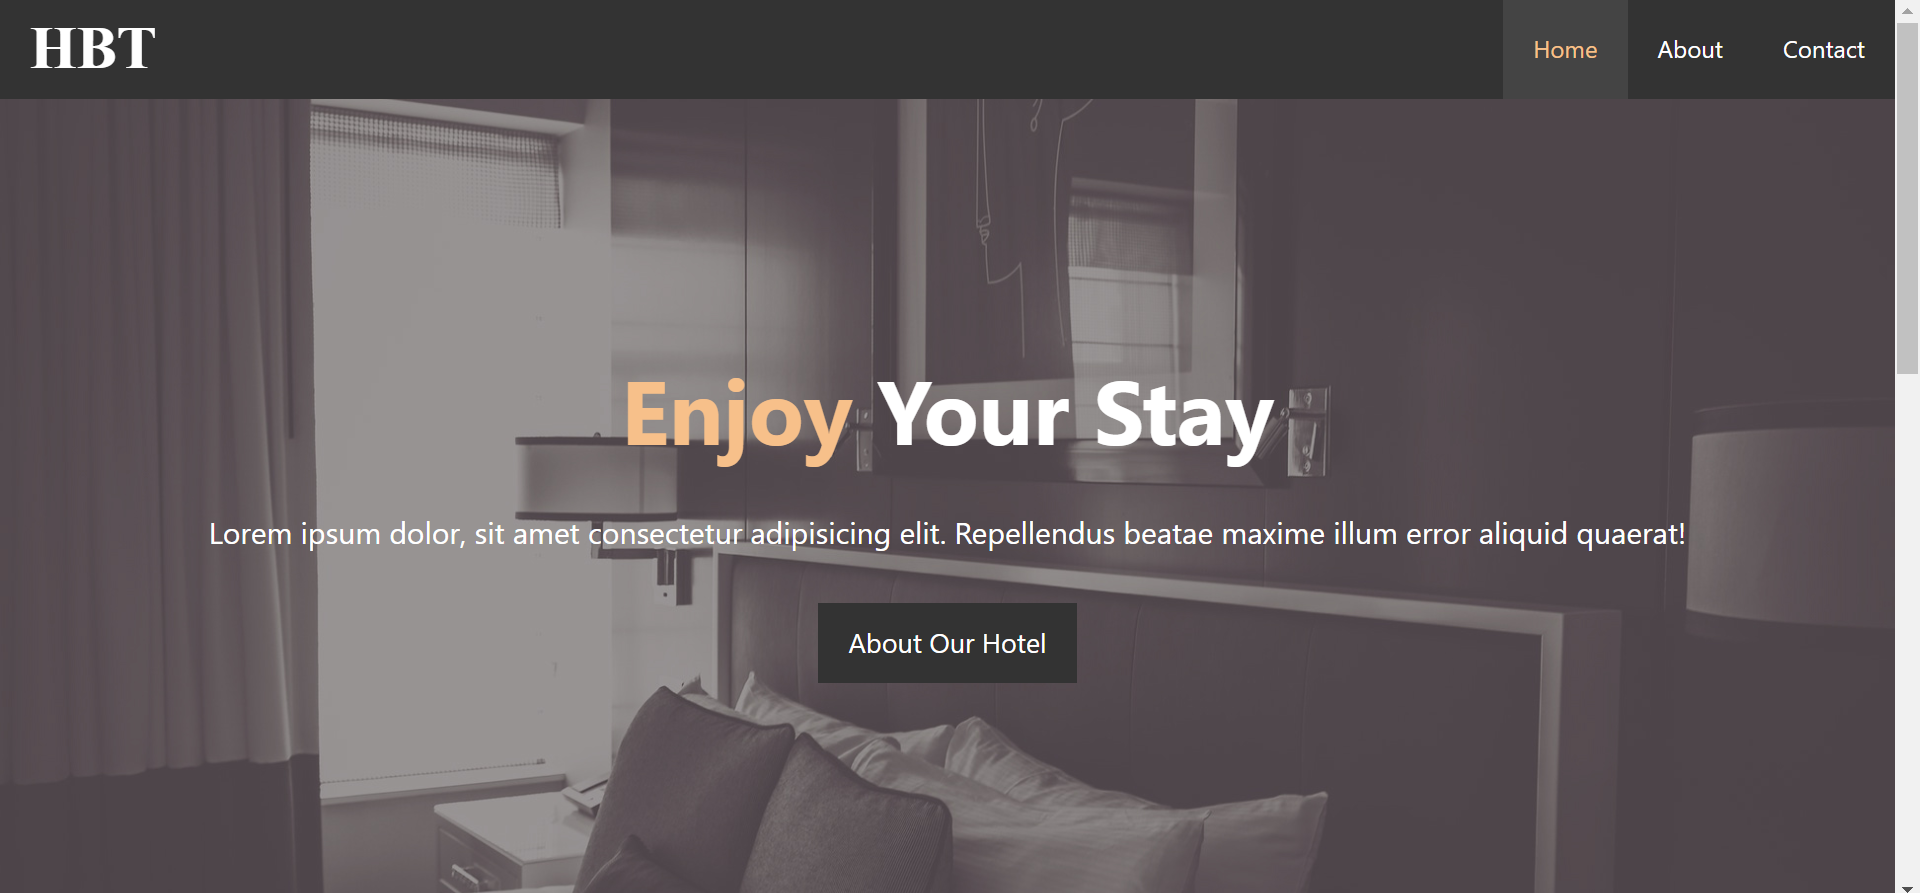 HBT
Home About Contact
Enjoy Your Stay
Lorem ipsum dolor, sit amet consectetur adipisicing elit. Repellendus beatae maxime illum error aliquid quaerat!
About Our Hotel